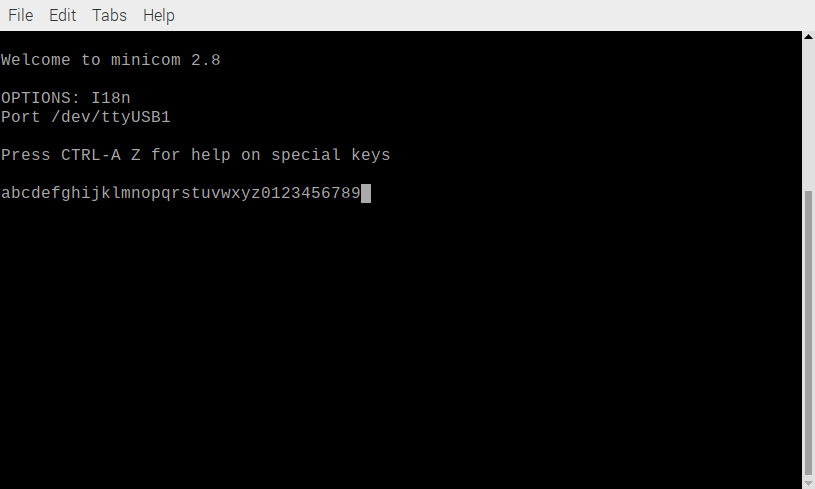 File Edit Tabs Help
Welcome to minicom 2.8
OPTIONS: I18n
Port /dev/ttyUSB1
Press CTRL-A Z for help on special keys
abcdefghijklmnopqrstuvwxyz0123456789